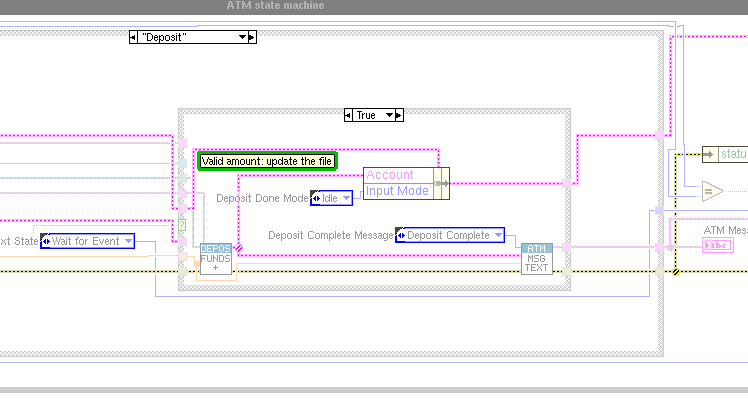 ATM state machine
"Deposit"
True
Valid amount: update the file
Account
Deposit Done Mode
Idle
Input Mode
statu
Deposit Complete Message
Deposit Complete
ATM Mess
xt State
Wait for Event
DEPOS
FUNDS
+
ATM
MSG
TEXT
abc
=
?